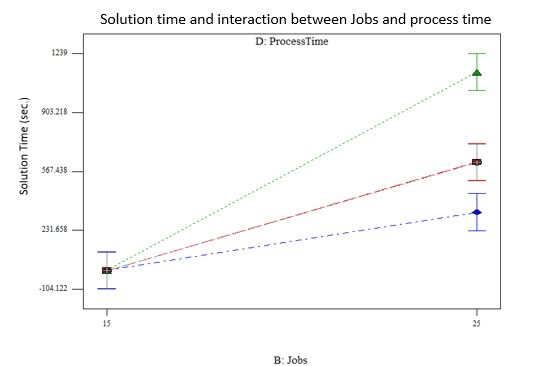 Solution time and interaction between Jobs and process time
D: ProcessTime
1239
903.218
567.438
231.658
-104.122
Solution Time (sec.)
15
25
B: Jobs